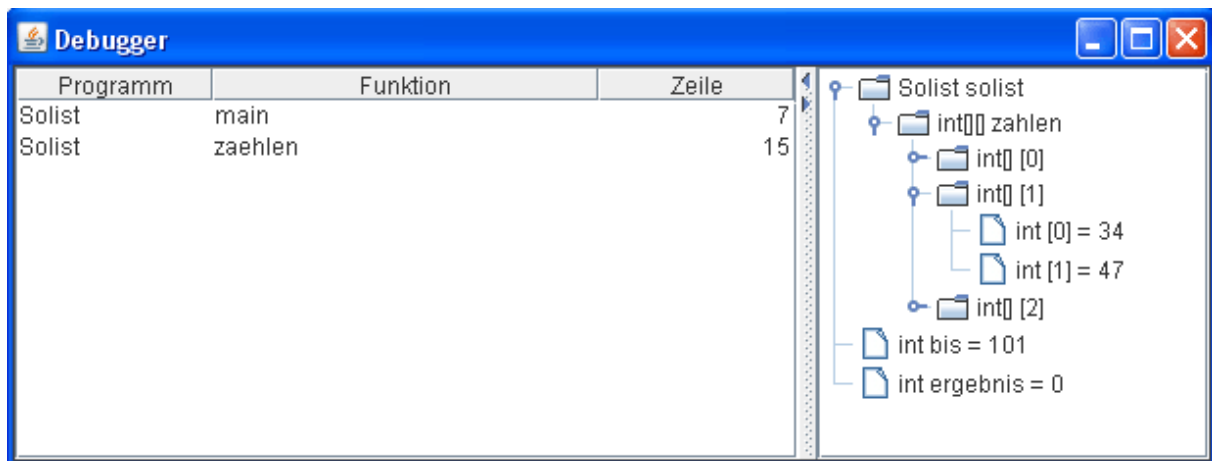 Debugger
Programm Funktion Zeile
Solist main 7
Solist zaehlen 15
Solist solist
int[][] zahlen
int[] [0]
int[] [1]
int [0] = 34
int [1] = 47
int[] [2]
int bis = 101
int ergebnis = 0